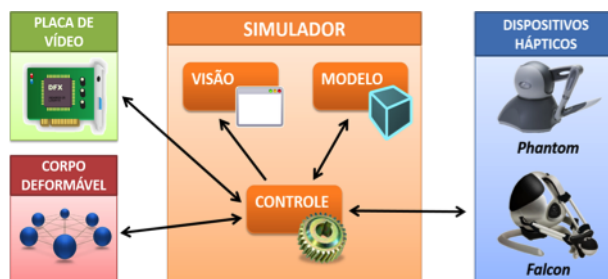 PLACA DE
VÍDEO
DFX
CORPO
DEFORMÁVEL
SIMULADOR
VISÃO
MODELO
CONTROLE
DISPOSITIVOS
HÁPTICOS
Phantom
Falcon